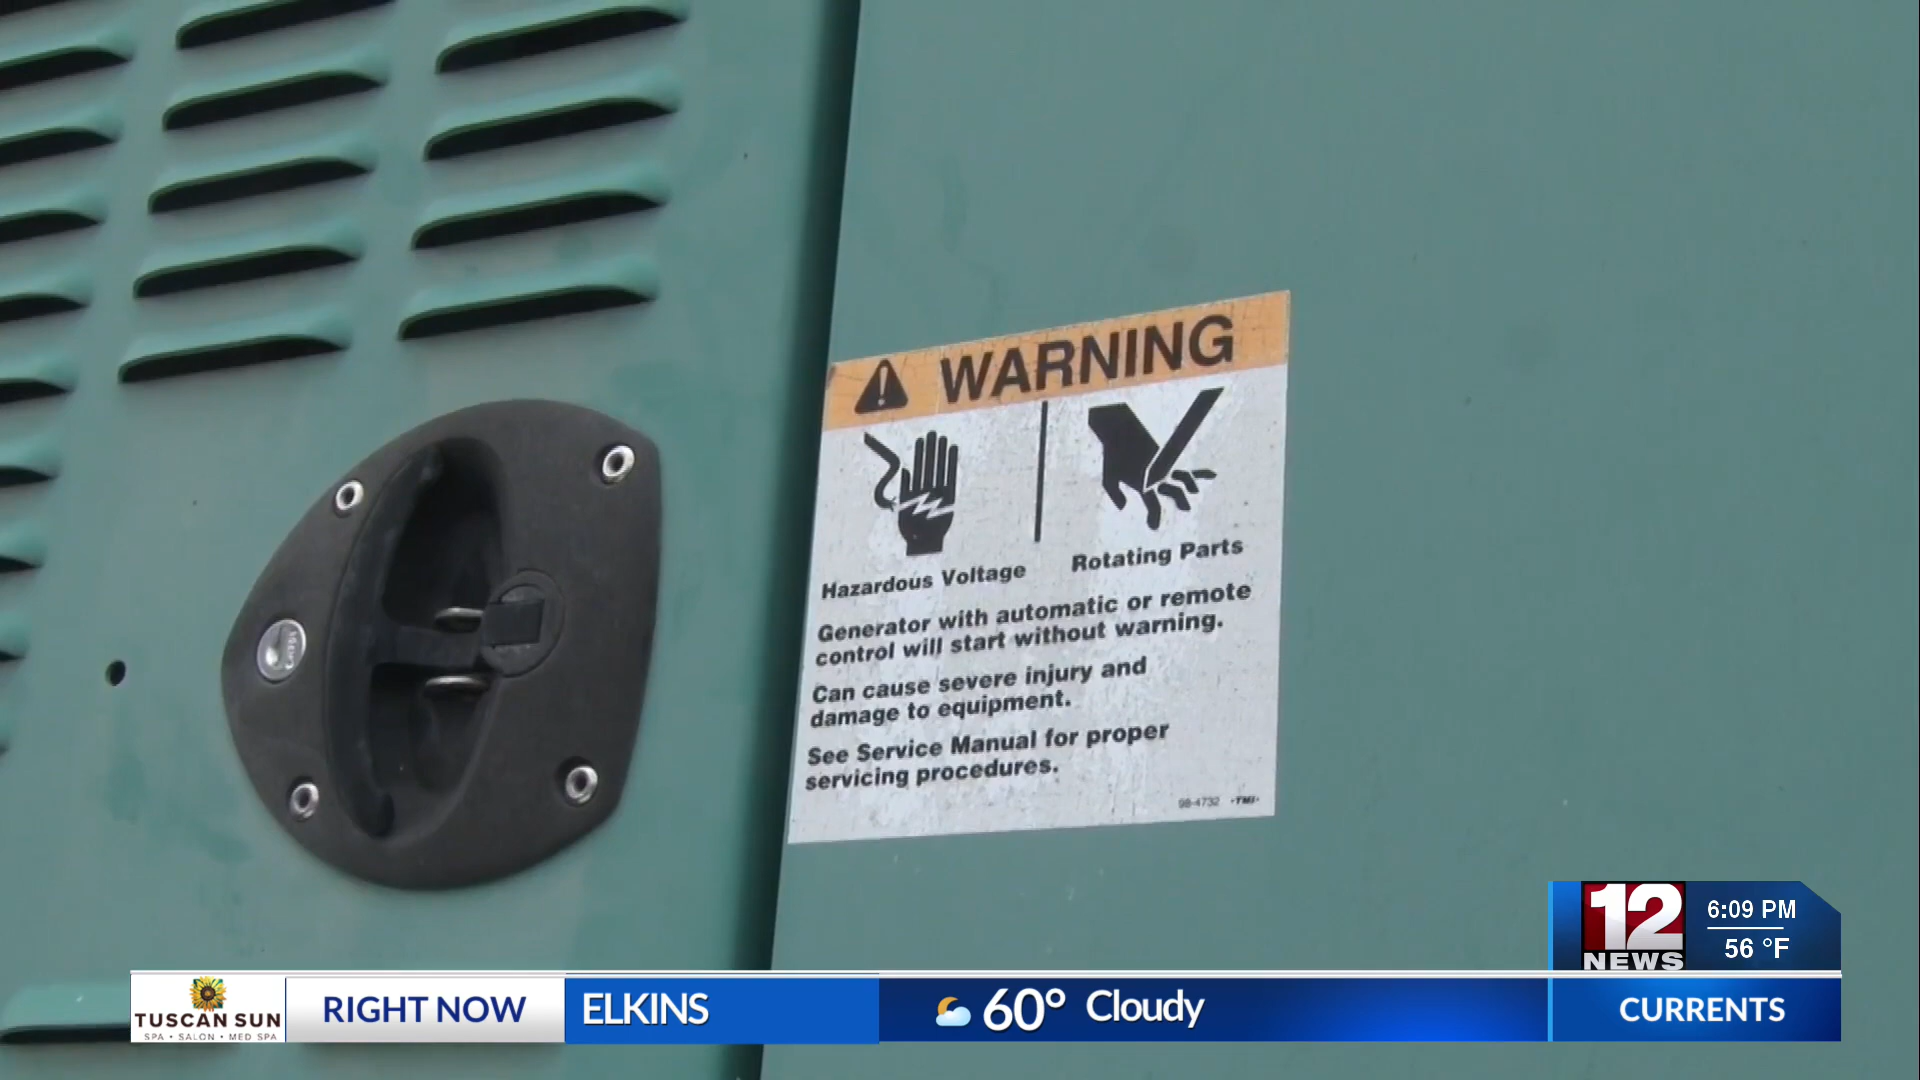 WARNING
Hazardous Voltage
Rotating Parts
Generator with automatic or remote
control will start without warning.
Can cause severe injury and
damage to equipment.
See Service Manual for proper
servicing procedures.
98-4732 -TMI-
12
NEWS
6:09 PM
56 °F
TUSCAN SUN
SPA • SALON • MED SPA
RIGHT NOW
ELKINS
60° Cloudy
CURRENTS